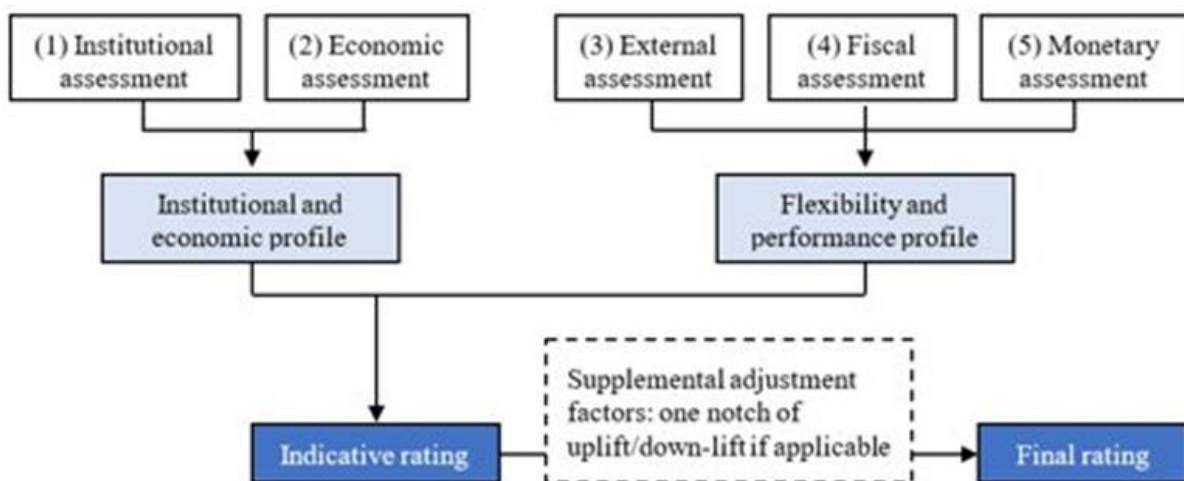 (1) Institutional
assessment
(2) Economic
assessment
(3) External
assessment
(4) Fiscal
assessment
(5) Monetary
assessment
Institutional and
economic profile
Flexibility and
performance profile
Supplemental adjustment
factors: one notch of
uplift/down-lift if applicable
Indicative rating
Final rating